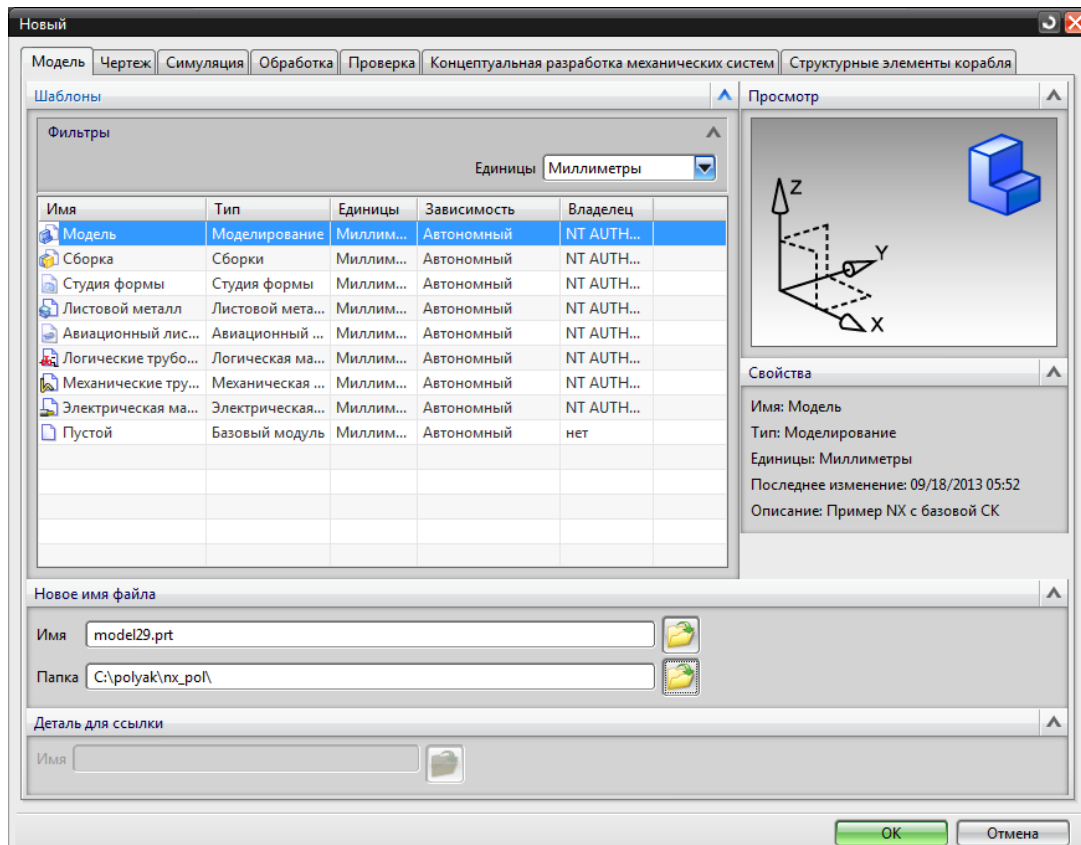 Новый
Модель Чертеж Симуляция Обработка Проверка Концептуальная разработка механических систем Структурные элементы корабля
Шаблоны
Фильтры
Единицы Миллиметры
Имя Тип Единицы Зависимость Владелец
Модель Моделирование Миллим... Автономный NT AUTH...
Сборка Сборки Миллим... Автономный NT AUTH...
Студия формы Студия формы Миллим... Автономный NT AUTH...
Листовой металл Листовой мета... Миллим... Автономный NT AUTH...
Авиационный лис... Авиационный ... Миллим... Автономный NT AUTH...
Логические трубо... Логическая ма... Миллим... Автономный NT AUTH...
Механические тру... Механическая ... Миллим... Автономный NT AUTH...
Электрическая ма... Электрическая... Миллим... Автономный NT AUTH...
Пустой Базовый модуль Миллим... Автономный нет
Просмотр
Z
Y
X
Свойства
Имя: Модель
Тип: Моделирование
Единицы: Миллиметры
Последнее изменение: 09/18/2013 05:52
Описание: Пример NX с базовой СК
Новое имя файла
Имя model29.prt
Папка C:\polyak\nx_pol\
Деталь для ссылки
Имя
OK Отмена